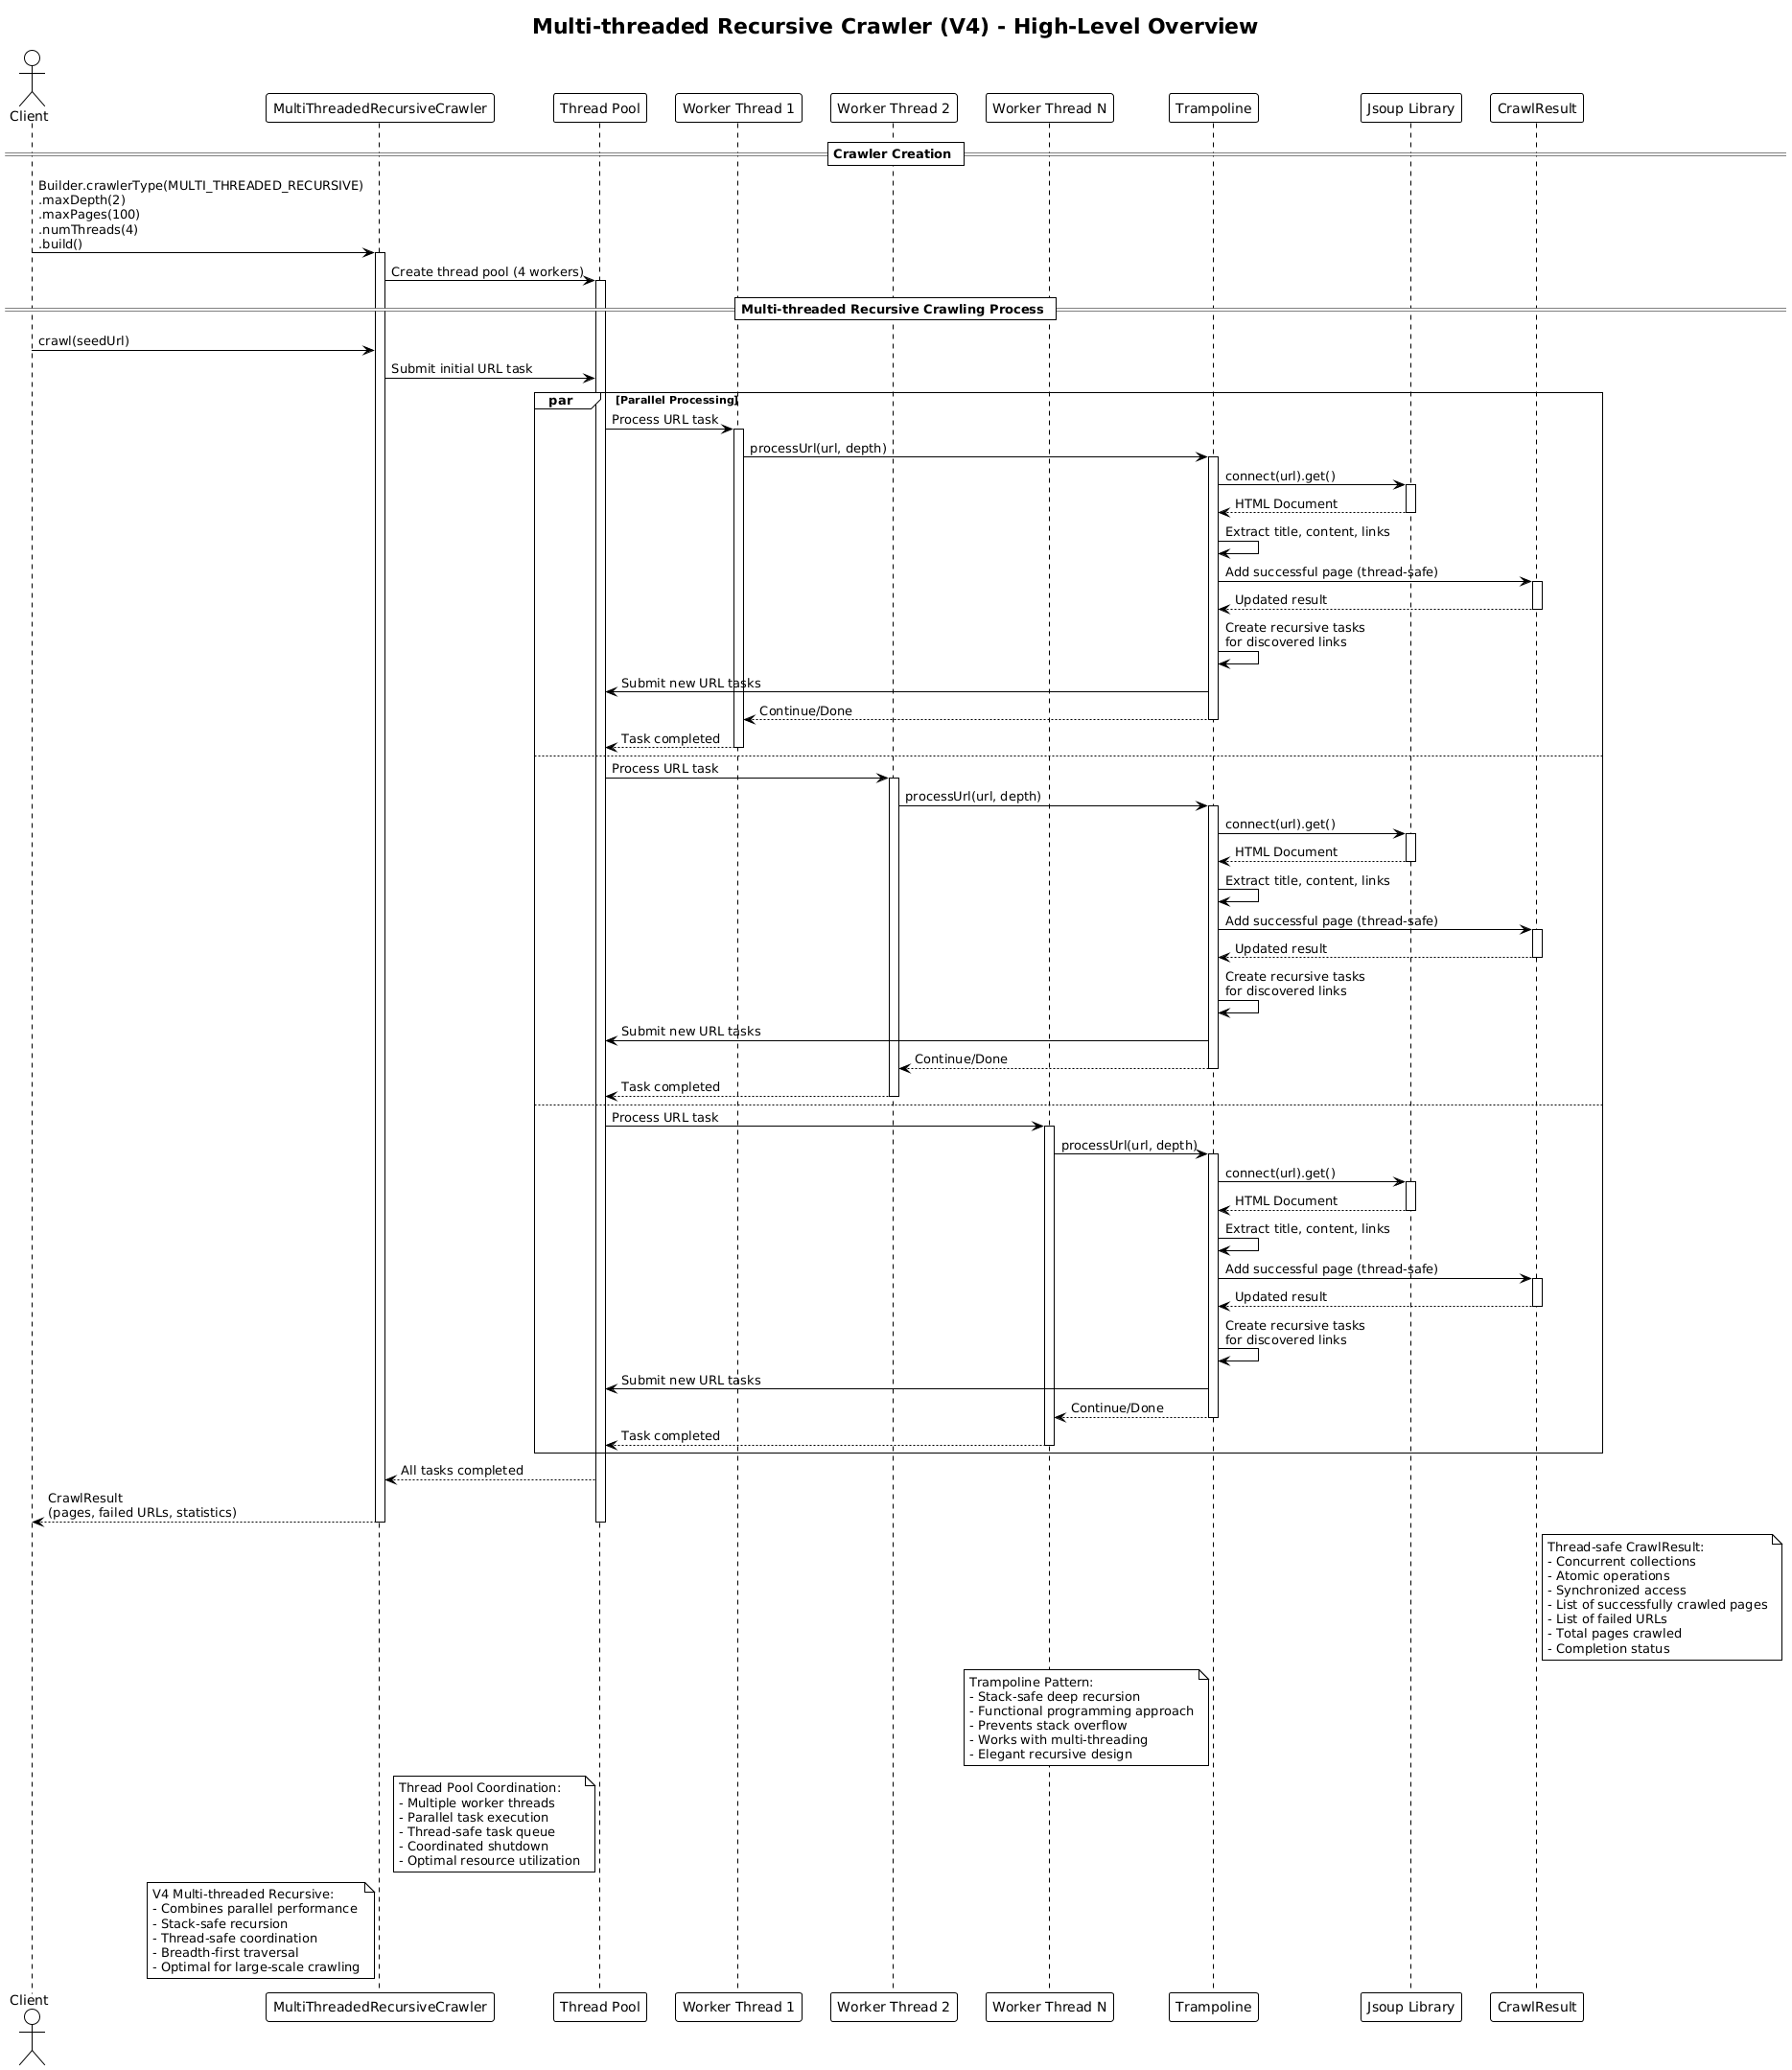 Multi-threaded Recursive Crawler (V4) - High-Level Overview
Client
MultiThreadedRecursiveCrawler
Thread Pool
Worker Thread 1
Worker Thread 2
Worker Thread N
Trampoline
Jsoup Library
CrawlResult
Crawler Creation
Builder.crawlerType(MULTI_THREADED_RECURSIVE)
.maxDepth(2)
.maxPages(100)
.numThreads(4)
.build()
Create thread pool (4 workers)
Multi-threaded Recursive Crawling Process
crawl(seedUrl)
Submit initial URL task
par
[Parallel Processing]
Process URL task
processUrl(url, depth)
connect(url).get()
HTML Document
Extract title, content, links
Add successful page (thread-safe)
Updated result
Create recursive tasks
for discovered links
Submit new URL tasks
Continue/Done
Task completed
Process URL task
processUrl(url, depth)
connect(url).get()
HTML Document
Extract title, content, links
Add successful page (thread-safe)
Updated result
Create recursive tasks
for discovered links
Submit new URL tasks
Continue/Done
Task completed
Process URL task
processUrl(url, depth)
connect(url).get()
HTML Document
Extract title, content, links
Add successful page (thread-safe)
Updated result
Create recursive tasks
for discovered links
Submit new URL tasks
Continue/Done
Task completed
All tasks completed
CrawlResult
(pages, failed URLs, statistics)
Thread-safe CrawlResult:
- Concurrent collections
- Atomic operations
- Synchronized access
- List of successfully crawled pages
- List of failed URLs
- Total pages crawled
- Completion status
Trampoline Pattern:
- Stack-safe deep recursion
- Functional programming approach
- Prevents stack overflow
- Works with multi-threading
- Elegant recursive design
Thread Pool Coordination:
- Multiple worker threads
- Parallel task execution
- Thread-safe task queue
- Coordinated shutdown
- Optimal resource utilization
V4 Multi-threaded Recursive:
- Combines parallel performance
- Stack-safe recursion
- Thread-safe coordination
- Breadth-first traversal
- Optimal for large-scale crawling
Client
MultiThreadedRecursiveCrawler
Thread Pool
Worker Thread 1
Worker Thread 2
Worker Thread N
Trampoline
Jsoup Library
CrawlResult